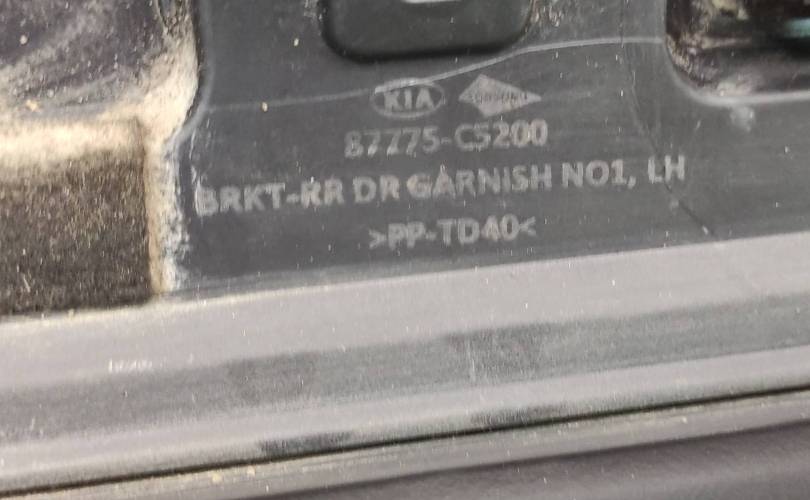 KIA
87775-C5200
BRKT-RR DR GARNISH NO1, LH
>PP-TD40<